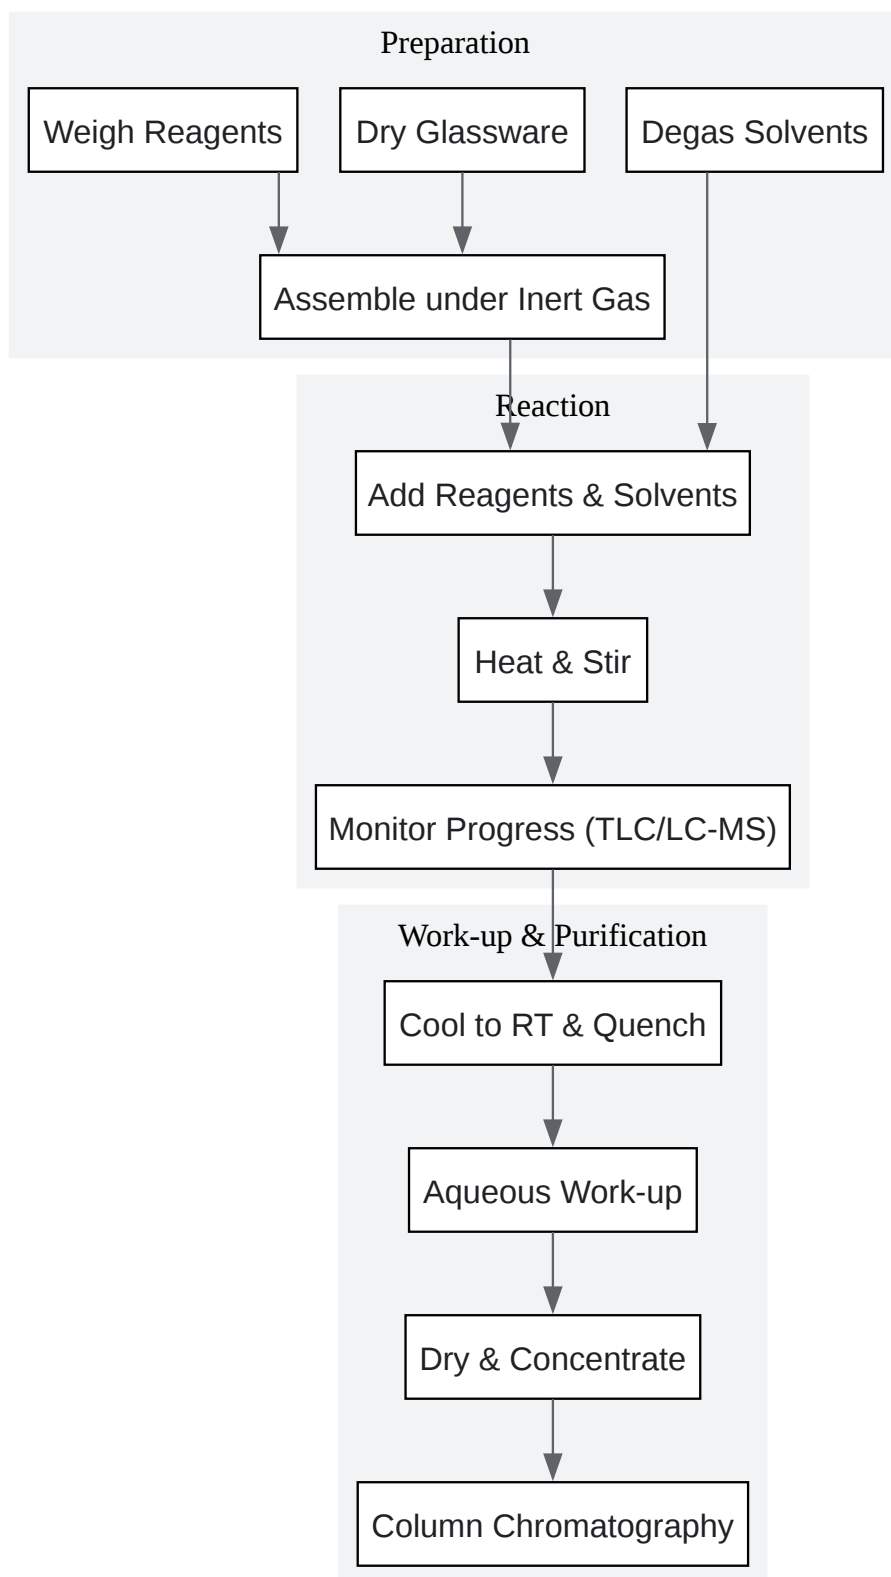 Preparation
Weigh Reagents
Dry Glassware
Degas Solvents
Assemble under Inert Gas
Reaction
Add Reagents & Solvents
Heat & Stir
Monitor Progress (TLC/LC-MS)
Work-up & Purification
Cool to RT & Quench
Aqueous Work-up
Dry & Concentrate
Column Chromatography